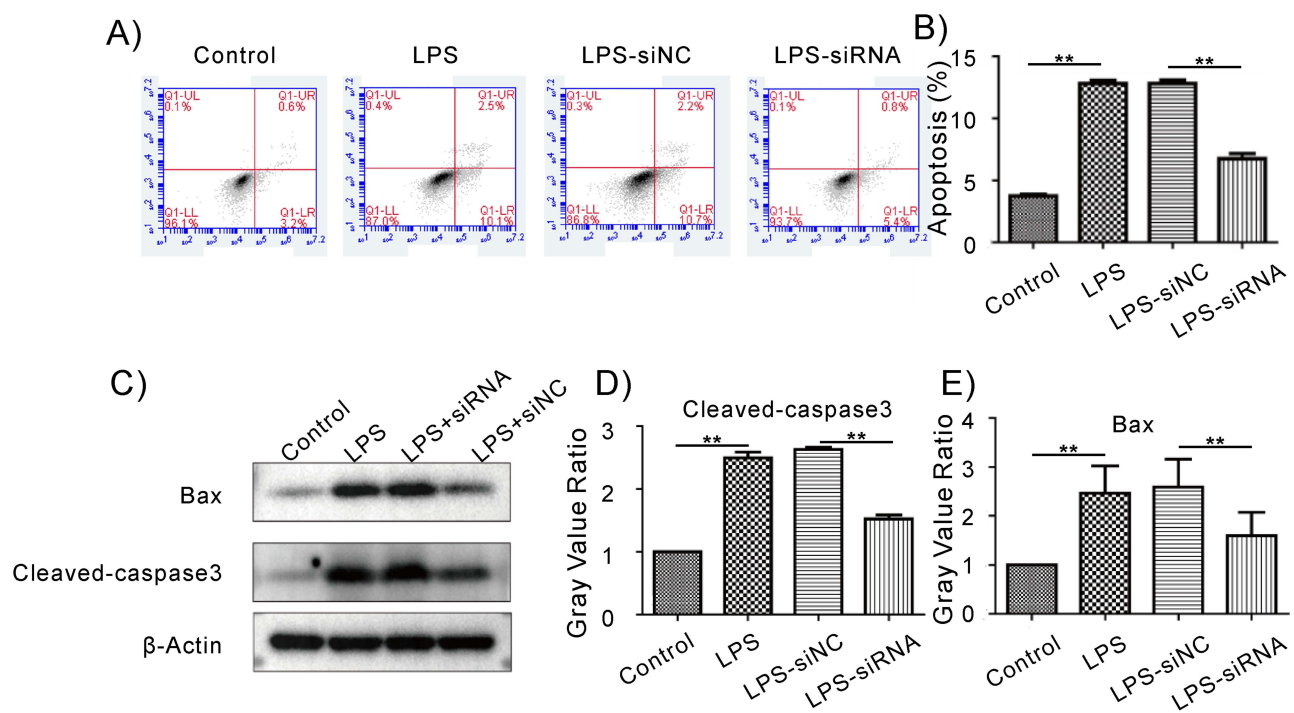 A)
Control
LPS
LPS-siNC
LPS-siRNA
Q1-UL
0.1%
Q1-UR
0.6%
Q1-LL
96.1%
Q1-LR
3.2%
Q1-UL
0.4%
Q1-UR
2.5%
Q1-LL
87.0%
Q1-LR
10.1%
Q1-UL
0.3%
Q1-UR
2.2%
Q1-LL
86.8%
Q1-LR
10.7%
Q1-UL
0.1%
Q1-UR
0.8%
Q1-LL
93.7%
Q1-LR
5.4%
B)
Apoptosis (%)
15
10
5
0
**
**
Control
LPS
LPS-siNC
LPS-siRNA
C)
Control
LPS
LPS+siRNA
LPS+siNC
Bax
Cleaved-caspase3
β-Actin
D)
Cleaved-caspase3
Gray Value Ratio
3
2
1
0
**
**
Control
LPS
LPS-siNC
LPS-siRNA
E)
Bax
Gray Value Ratio
4
3
2
1
0
**
**
Control
LPS
LPS-siNC
LPS-siRNA